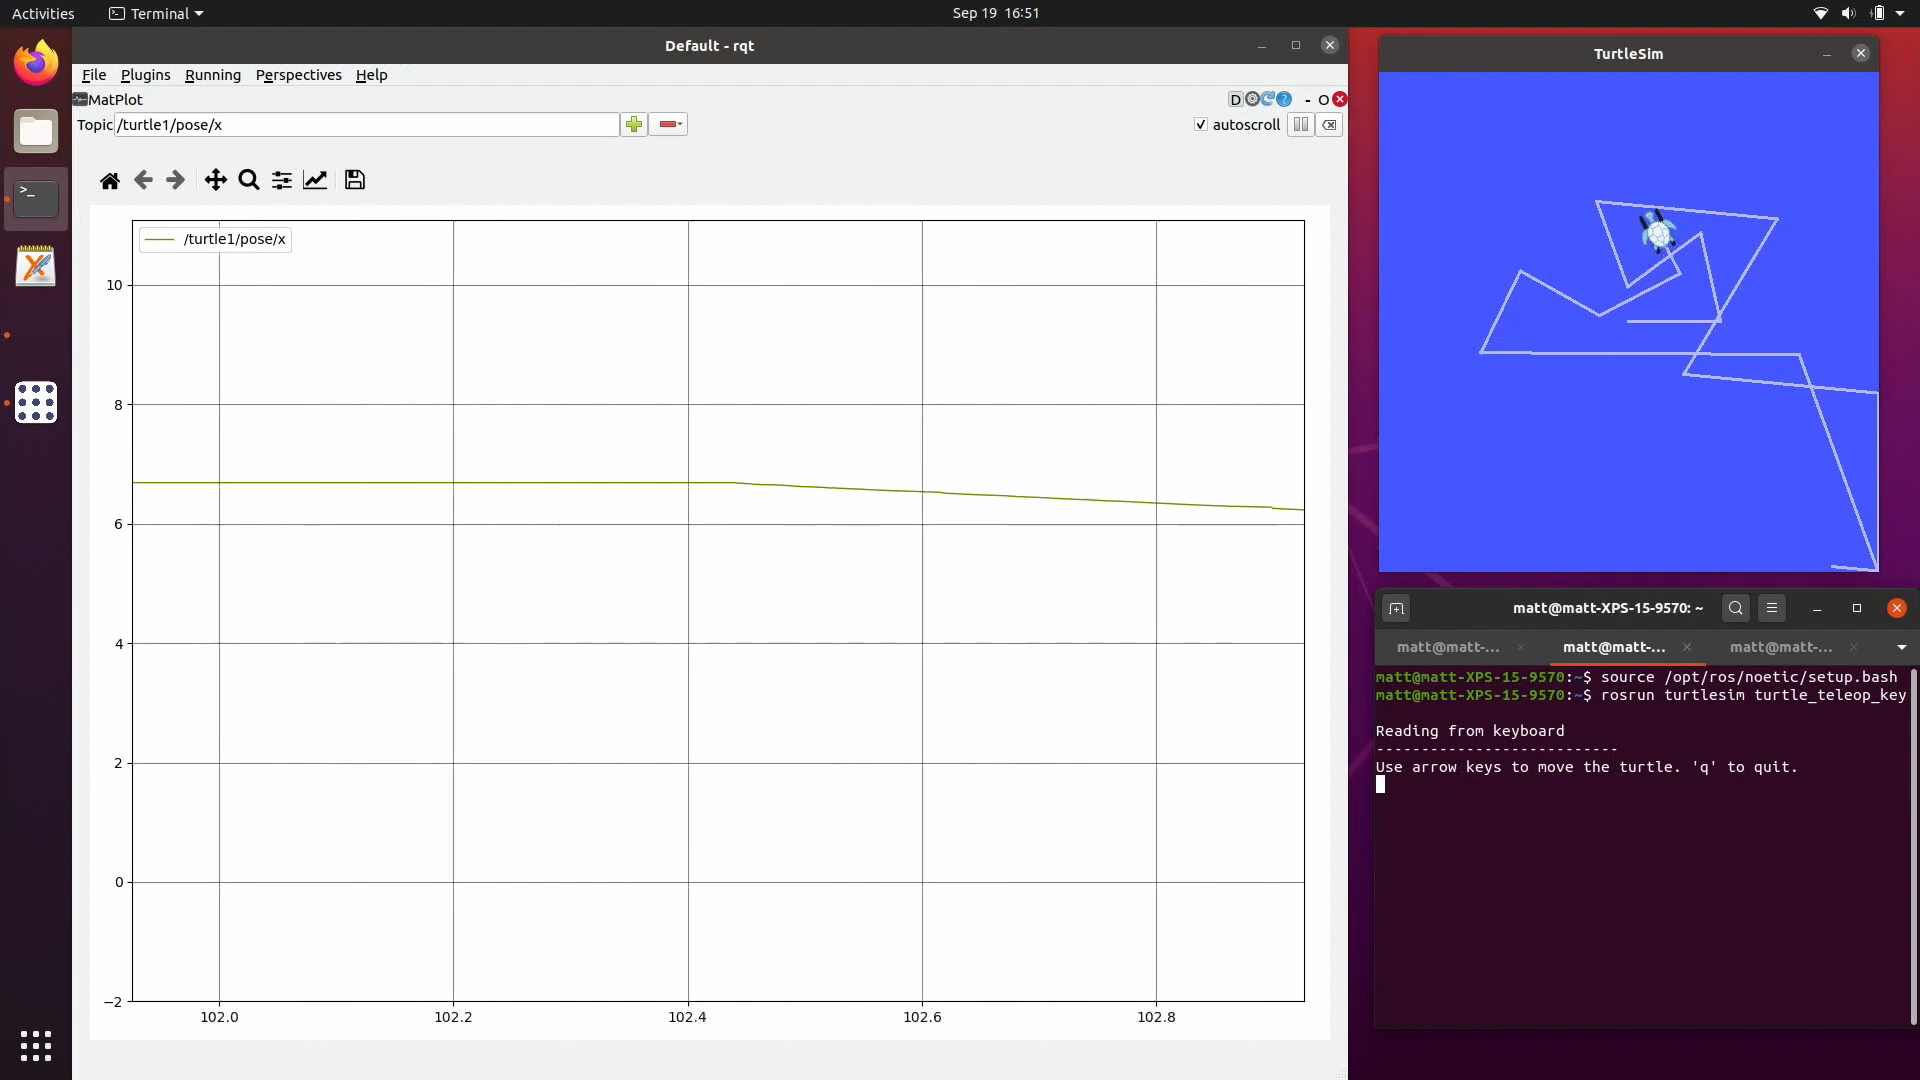 Activities
Terminal
Sep 19 16:51
Default - rqt
File Plugins Running Perspectives Help
MatPlot
D
- O
Topic /turtle1/pose/x
autoscroll
/turtle1/pose/x
10
8
6
4
2
0
−2
102.0 102.2 102.4 102.6 102.8
TurtleSim
matt@matt-XPS-15-9570: ~
matt@matt-... matt@matt-... matt@matt-...
matt@matt-XPS-15-9570:~$ source /opt/ros/noetic/setup.bash
matt@matt-XPS-15-9570:~$ rosrun turtlesim turtle_teleop_key
Reading from keyboard
---------------------------
Use arrow keys to move the turtle. 'q' to quit.